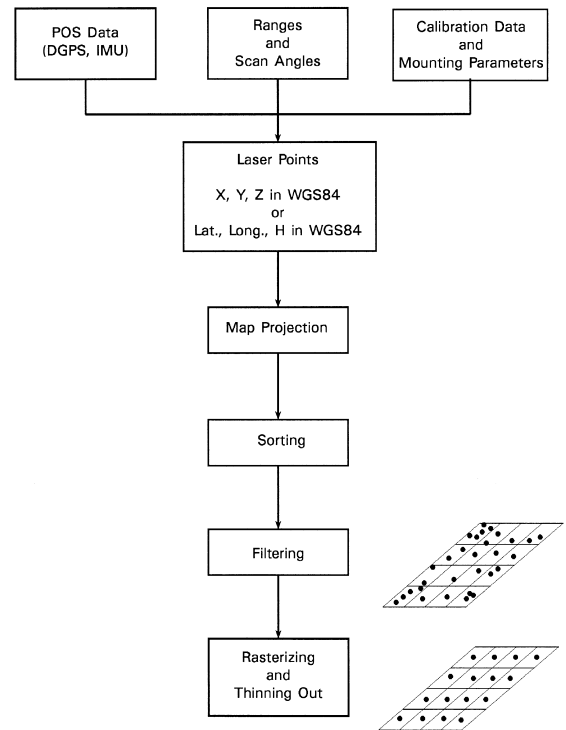 POS Data
(DGPS, IMU)
Ranges
and
Scan Angles
Calibration Data
and
Mounting Parameters
Laser Points
X, Y, Z in WGS84
or
Lat., Long., H in WGS84
Map Projection
Sorting
Filtering
Rasterizing
and
Thinning Out